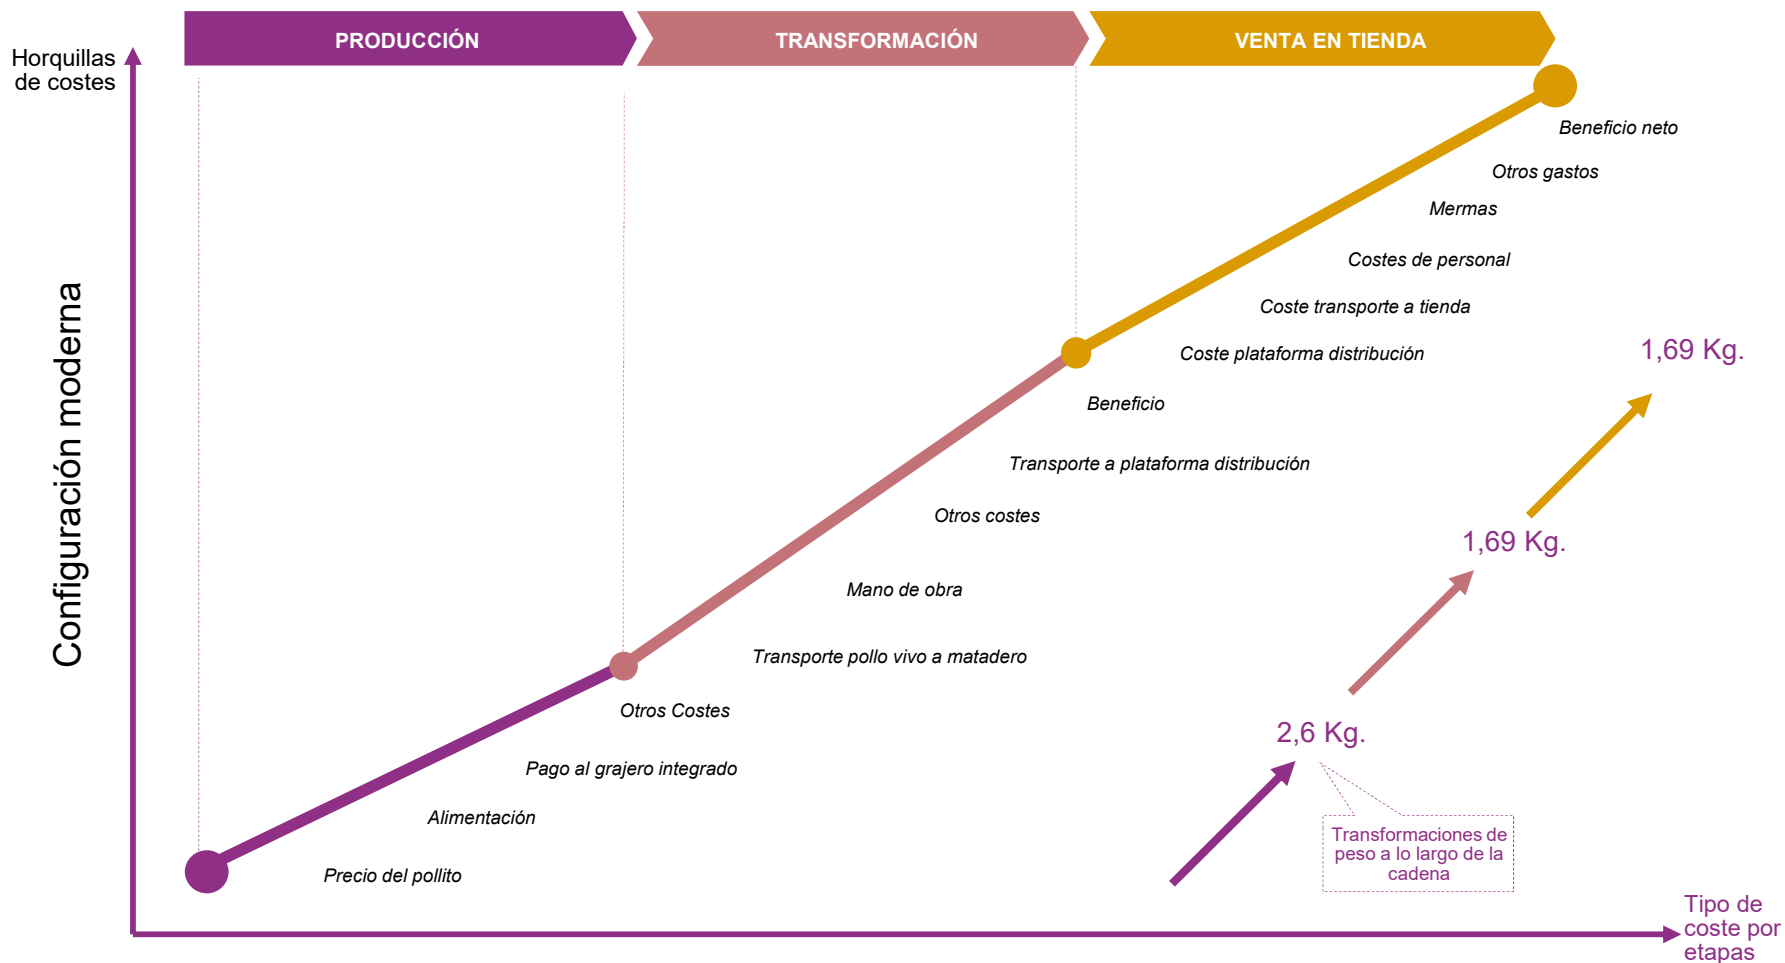 PRODUCCIÓN
TRANSFORMACIÓN
VENTA EN TIENDA
Horquillas
de costes
Configuración moderna
Beneficio neto
Otros gastos
Mermas
Costes de personal
Coste transporte a tienda
Coste plataforma distribución
Beneficio
Transporte a plataforma distribución
Otros costes
Mano de obra
Transporte pollo vivo a matadero
Otros Costes
Pago al grajero integrado
Alimentación
Precio del pollito
1,69 Kg.
1,69 Kg.
2,6 Kg.
Transformaciones de
peso a lo largo de la
cadena
Tipo de
coste por
etapas